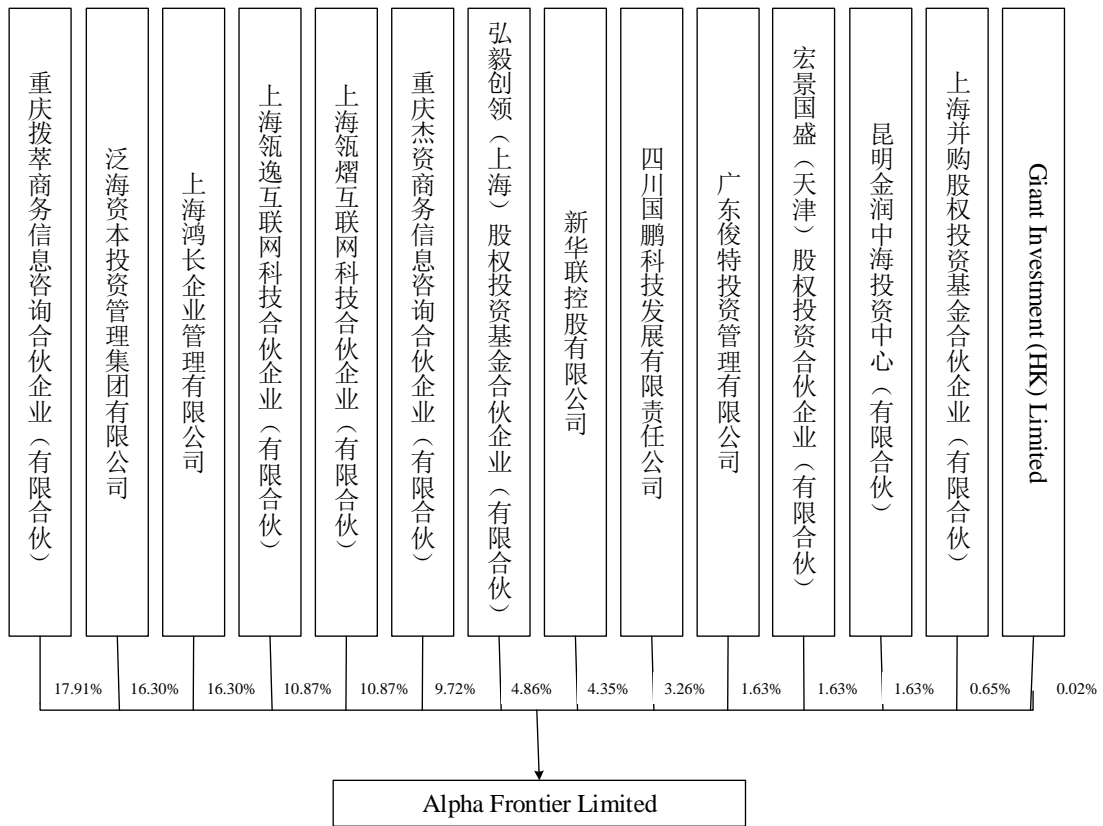 重庆拨萃商务信息咨询合伙企业（有限合伙）
泛海资本投资管理集团有限公司
上海鸿长企业管理有限公司
上海瓴逸互联网科技合伙企业（有限合伙）
上海瓴熠互联网科技合伙企业（有限合伙）
重庆杰资商务信息咨询合伙企业（有限合伙）
弘毅创领（上海）股权投资基金合伙企业（有限合伙）
新华联控股有限公司
四川国鹏科技发展有限责任公司
广东俊特投资管理有限公司
宏景国盛（天津）股权投资合伙企业（有限合伙）
昆明金润中海投资中心（有限合伙）
上海并购股权投资基金合伙企业（有限合伙）
Giant Investment (HK) Limited
17.91%
16.30%
16.30%
10.87%
10.87%
9.72%
4.86%
4.35%
3.26%
1.63%
1.63%
1.63%
0.65%
0.02%
Alpha Frontier Limited